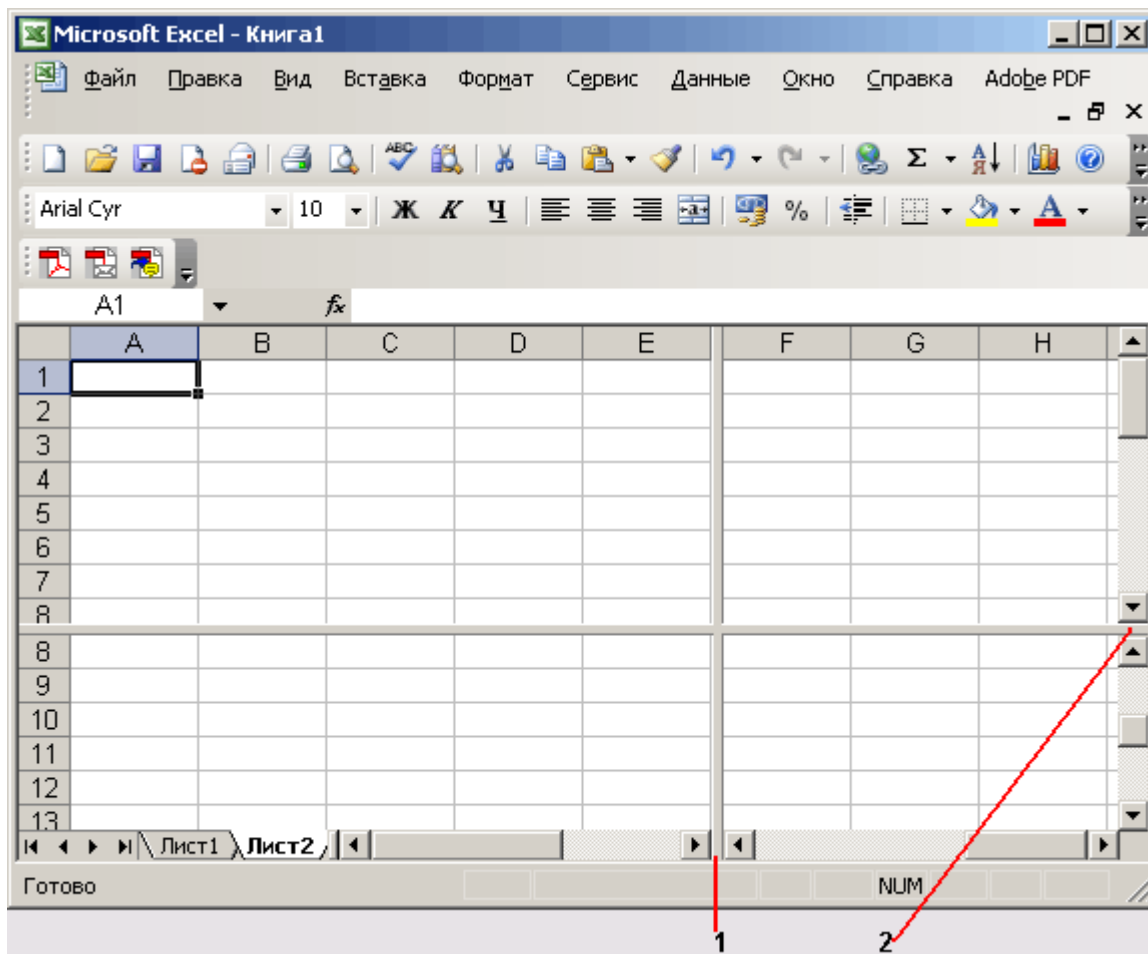 Microsoft Excel - Книга1
Файл Правка Вид Вставка Формат Сервис Данные Окно Справка Adobe PDF
ABC Σ А Я
Arial Cyr 10 Ж К Ч а % А
A1 fx
A B C D E F G H
1
2
3
4
5
6
7
8
8
9
10
11
12
13
Лист1 Лист2
Готово NUM
1 2